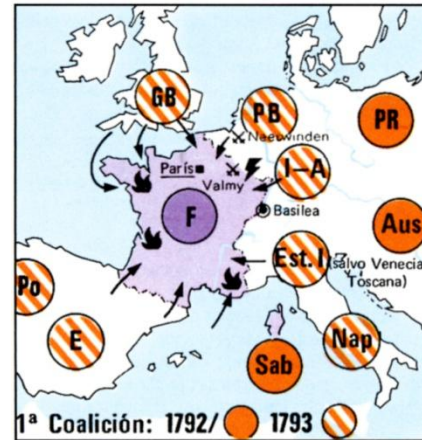 GB
PB
PR
Neerwinden
París
Valmy
I-A
F
Basilea
Aus
Est. I (salvo Venecia
Toscana)
Po
E
Sab
Nap
1ª Coalición: 1792/ 1793